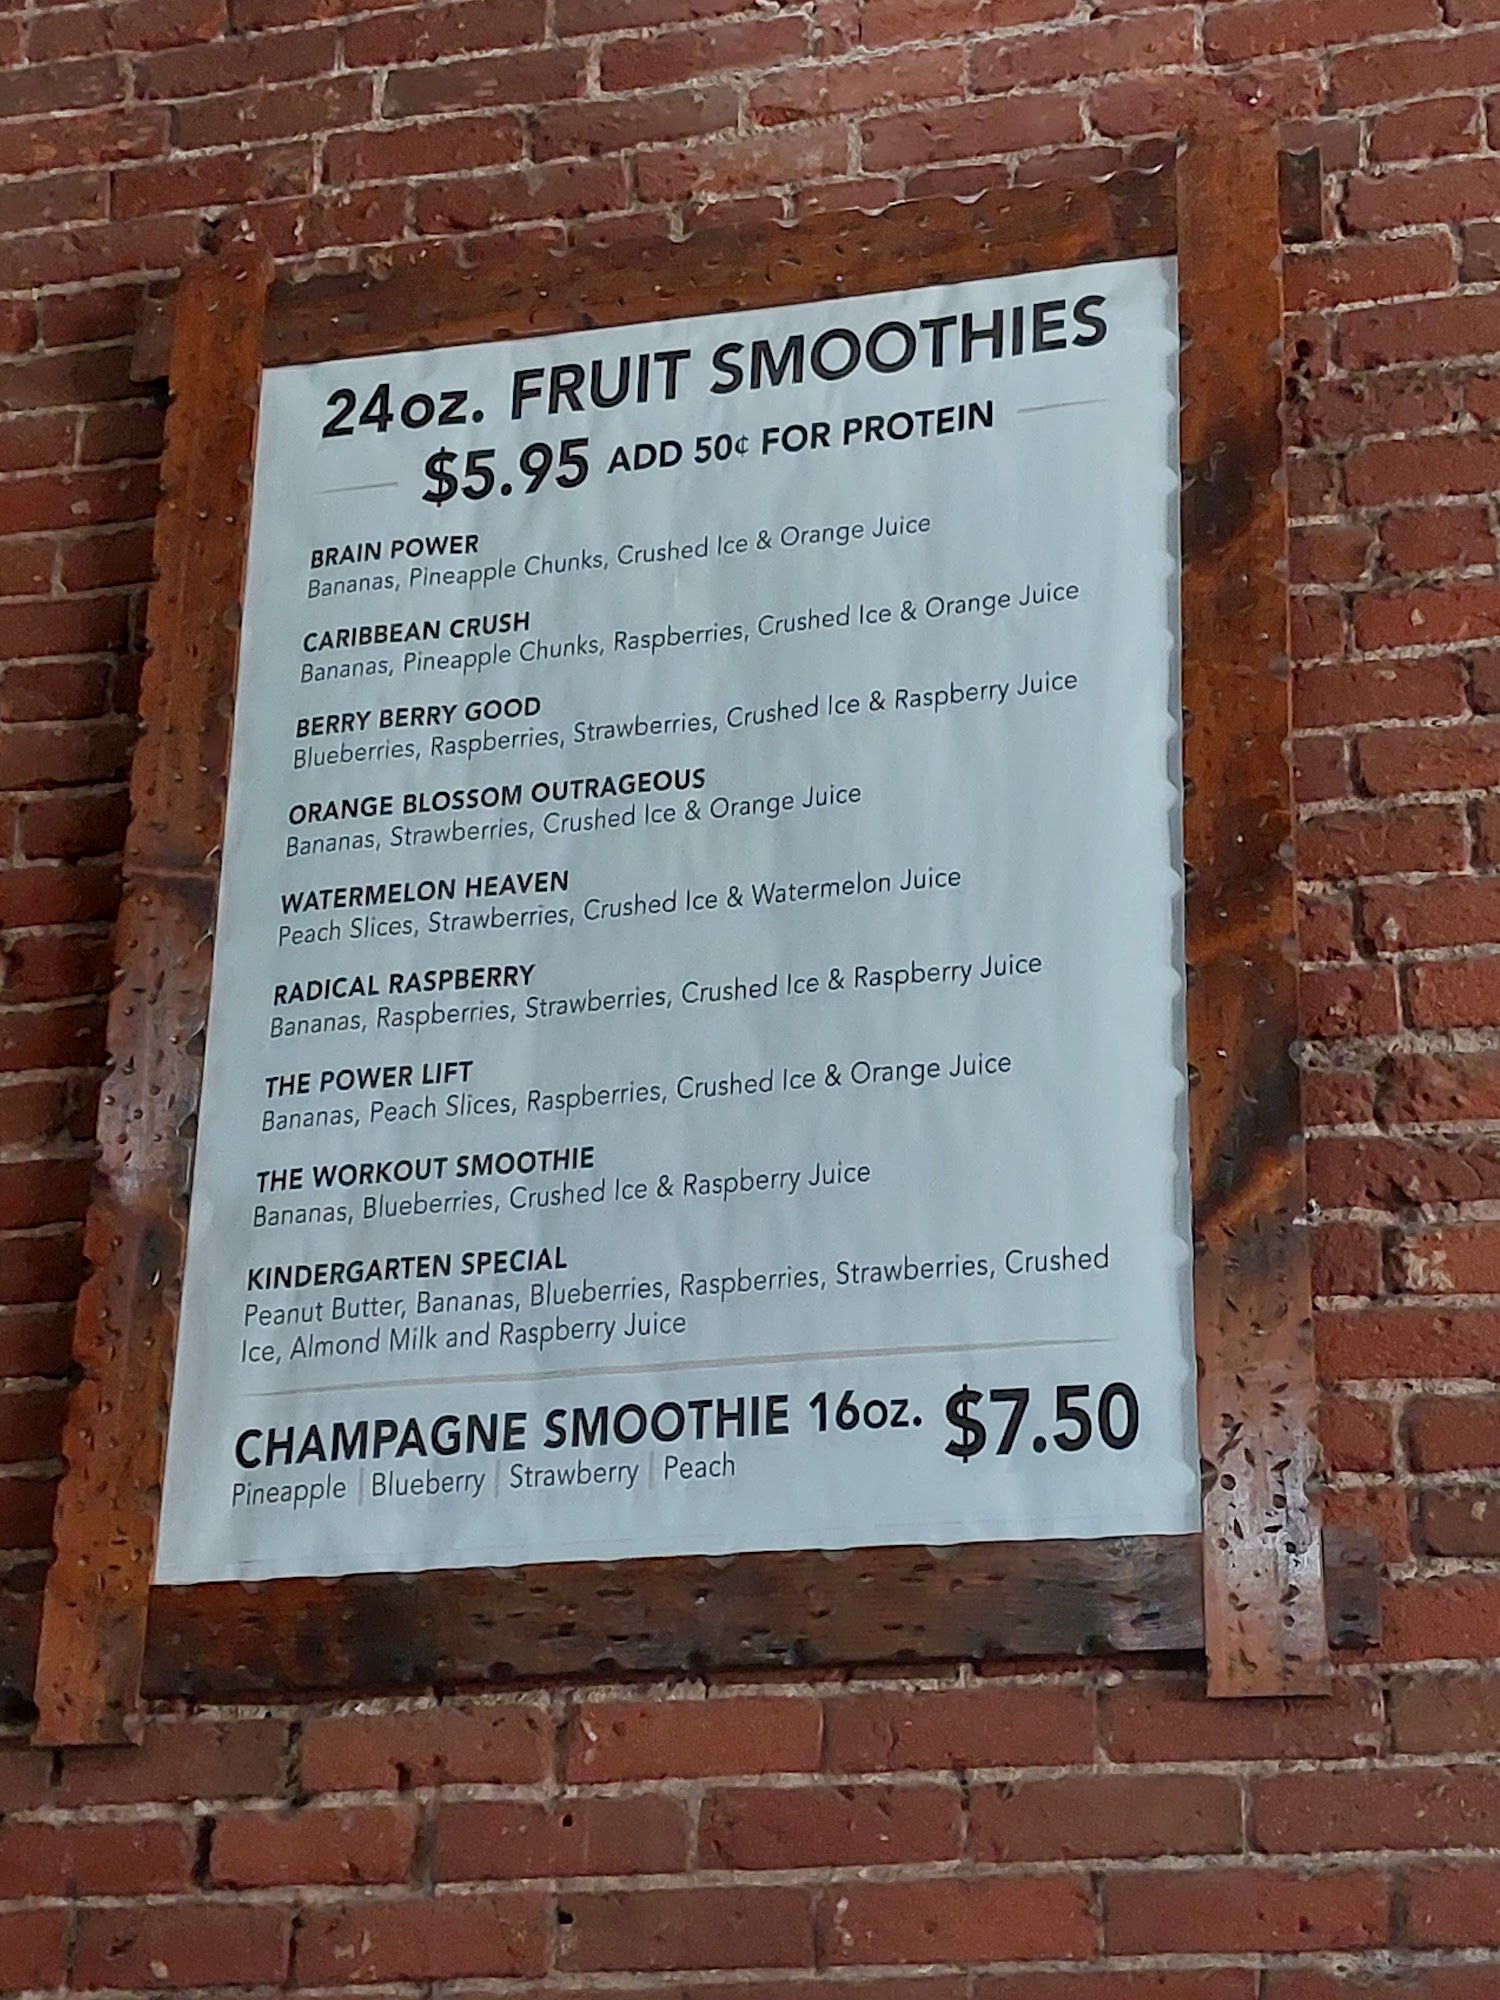 24oz. FRUIT SMOOTHIES
$5.95 ADD 50¢ FOR PROTEIN
BRAIN POWER
Bananas, Pineapple Chunks, Crushed Ice & Orange Juice
CARIBBEAN CRUSH
Bananas, Pineapple Chunks, Raspberries, Crushed Ice & Orange Juice
BERRY BERRY GOOD
Blueberries, Raspberries, Strawberries, Crushed Ice & Raspberry Juice
ORANGE BLOSSOM OUTRAGEOUS
Bananas, Strawberries, Crushed Ice & Orange Juice
WATERMELON HEAVEN
Peach Slices, Strawberries, Crushed Ice & Watermelon Juice
RADICAL RASPBERRY
Bananas, Raspberries, Strawberries, Crushed Ice & Raspberry Juice
THE POWER LIFT
Bananas, Peach Slices, Raspberries, Crushed Ice & Orange Juice
THE WORKOUT SMOOTHIE
Bananas, Blueberries, Crushed Ice & Raspberry Juice
KINDERGARTEN SPECIAL
Peanut Butter, Bananas, Blueberries, Raspberries, Strawberries, Crushed
Ice, Almond Milk and Raspberry Juice
CHAMPAGNE SMOOTHIE 16oz. $7.50
Pineapple | Blueberry | Strawberry | Peach